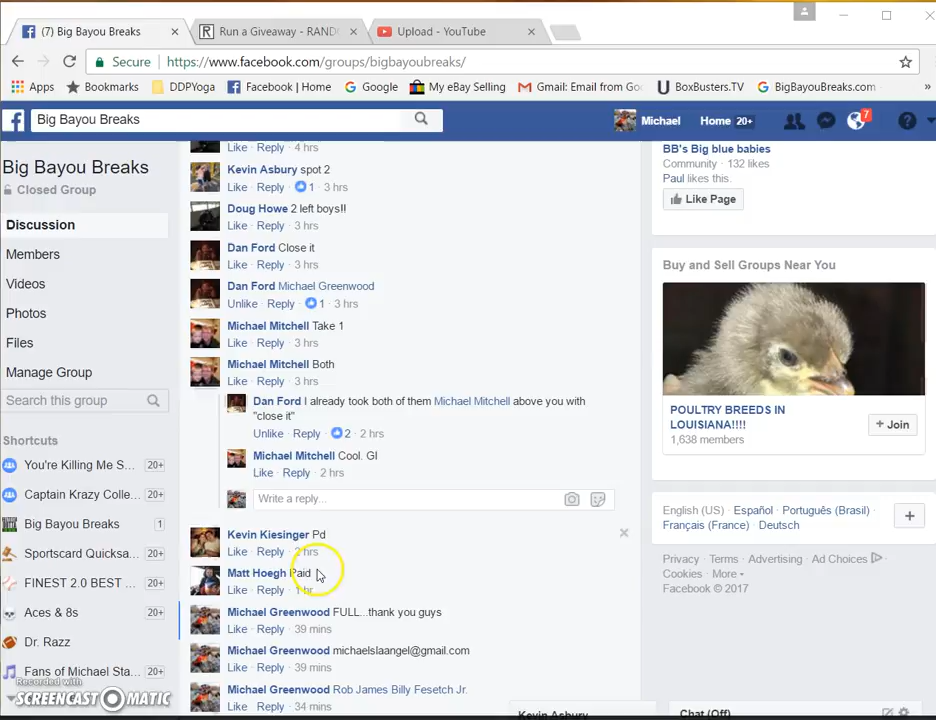 (7) Big Bayou Breaks
Run a Giveaway - RAND
Upload - YouTube
Secure https://www.facebook.com/groups/bigbayoubreaks/
Apps Bookmarks DDPYoga Facebook | Home Google My eBay Selling Gmail: Email from Goo BoxBusters.TV BigBayouBreaks.com »
Big Bayou Breaks
Michael Home 20+ 7
Big Bayou Breaks
Closed Group
Discussion
Members
Videos
Photos
Files
Manage Group
Search this group
Shortcuts
You're Killing Me S... 20+
Captain Krazy Colle... 20+
Big Bayou Breaks 1
Sportscard Quicksa... 20+
FINEST 2.0 BEST ... 20+
Aces & 8s 20+
Dr. Razz
Fans of Michael Sta... 20+
Recorded with
SCREENCAST-O-MATIC
Like · Reply · 4 hrs
Kevin Asbury spot 2
Like · Reply · 1 · 3 hrs
Doug Howe 2 left boys!!
Like · Reply · 3 hrs
Dan Ford Close it
Like · Reply · 3 hrs
Dan Ford Michael Greenwood
Unlike · Reply · 1 · 3 hrs
Michael Mitchell Take 1
Like · Reply · 3 hrs
Michael Mitchell Both
Like · Reply · 3 hrs
Dan Ford I already took both of them Michael Mitchell above you with
"close it"
Unlike · Reply · 2 · 2 hrs
Michael Mitchell Cool. Gl
Like · Reply · 2 hrs
Write a reply...
Kevin Kiesinger Pd
Like · Reply · 2 hrs
Matt Hoegh Paid
Like · Reply · 1 hr
Michael Greenwood FULL...thank you guys
Like · Reply · 39 mins
Michael Greenwood michaelslaangel@gmail.com
Like · Reply · 39 mins
Michael Greenwood Rob James Billy Fesetch Jr.
Like · Reply · 34 mins
Kevin Asbury
Chat (Off)
BB's Big blue babies
Community · 132 likes
Paul likes this.
Like Page
Buy and Sell Groups Near You
POULTRY BREEDS IN
LOUISIANA!!!!
1,638 members
+ Join
English (US) · Español · Português (Brasil) ·
Français (France) · Deutsch
Privacy · Terms · Advertising · Ad Choices ·
Cookies · More
Facebook © 2017